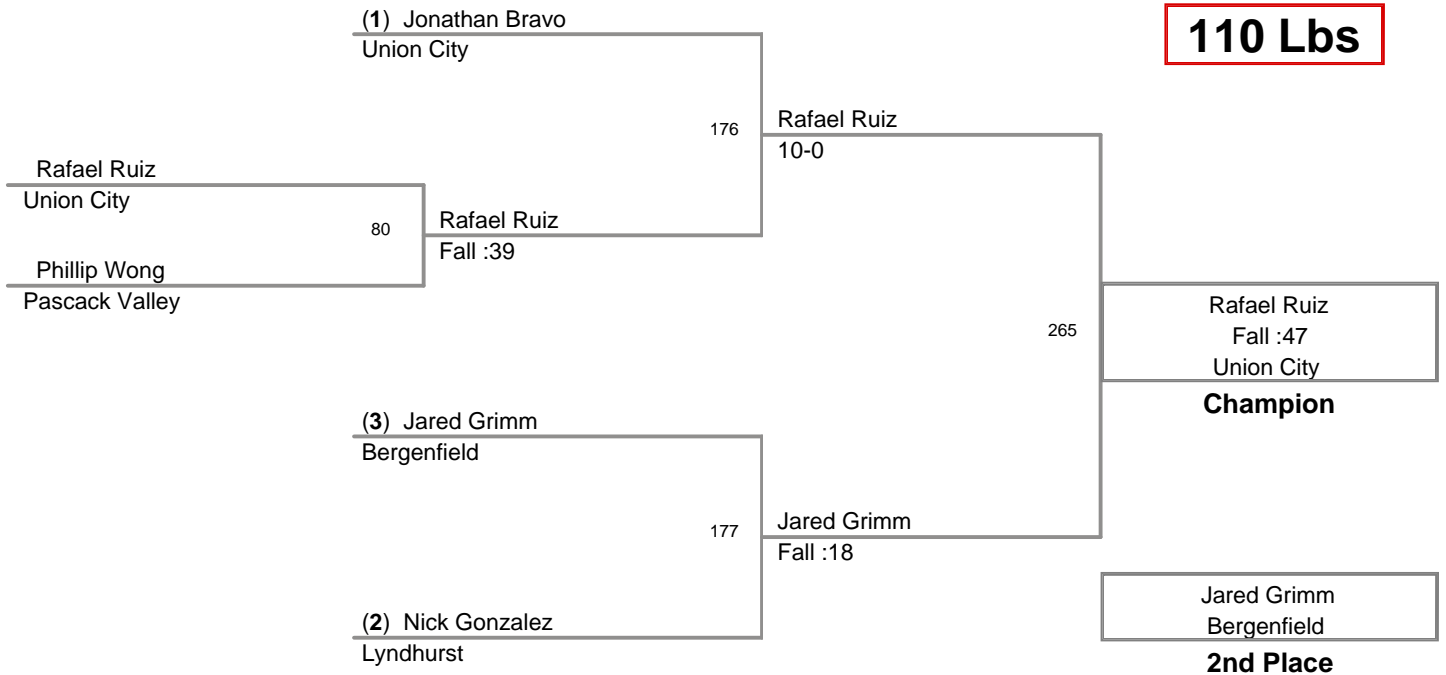 (1) Jonathan Bravo
Union City
110 Lbs
176
Rafael Ruiz
10-0
Rafael Ruiz
Union City
80
Rafael Ruiz
Fall :39
Phillip Wong
Pascack Valley
265
Rafael Ruiz
Fall :47
Union City
Champion
(3) Jared Grimm
Bergenfield
177
Jared Grimm
Fall :18
(2) Nick Gonzalez
Lyndhurst
Jared Grimm
Bergenfield
2nd Place